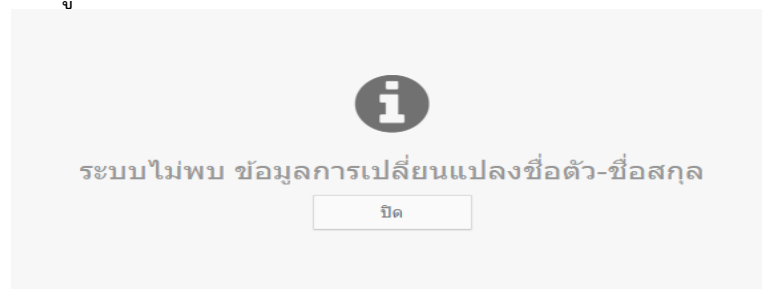 ระบบไม่พบ ข้อมูลการเปลี่ยนแปลงชื่อตัว-ชื่อสกุล
ปิด